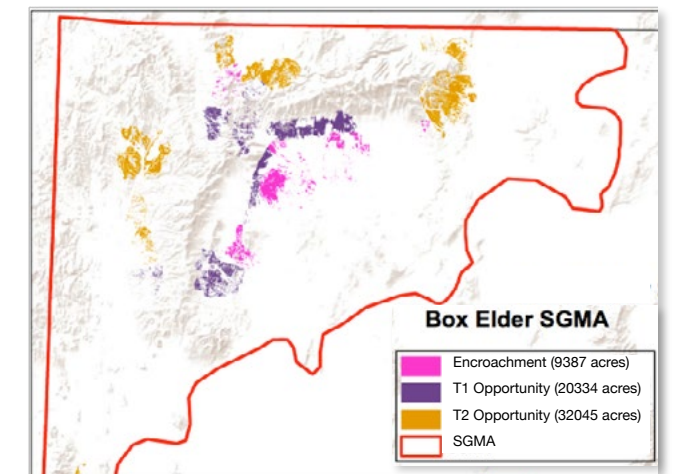 Box Elder SGMA
Encroachment (9387 acres)
T1 Opportunity (20334 acres)
T2 Opportunity (32045 acres)
SGMA